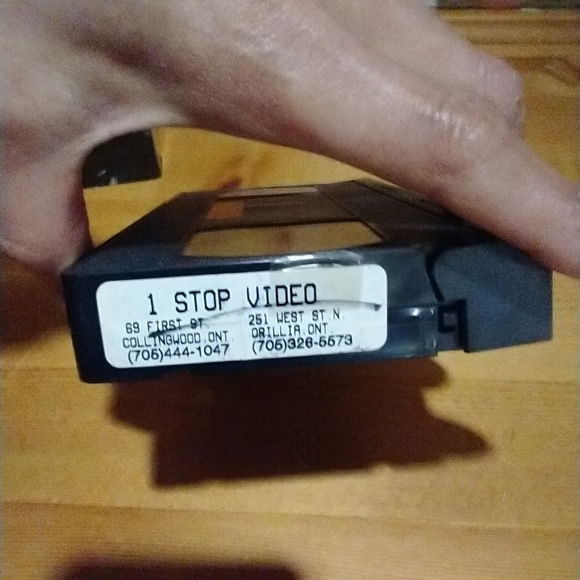 1 STOP VIDEO
69 FIRST ST. 251 WEST ST.N.
COLLINGWOOD.ONT. ORILLIA.ONT.
(705)444-1047 (705)326-5573